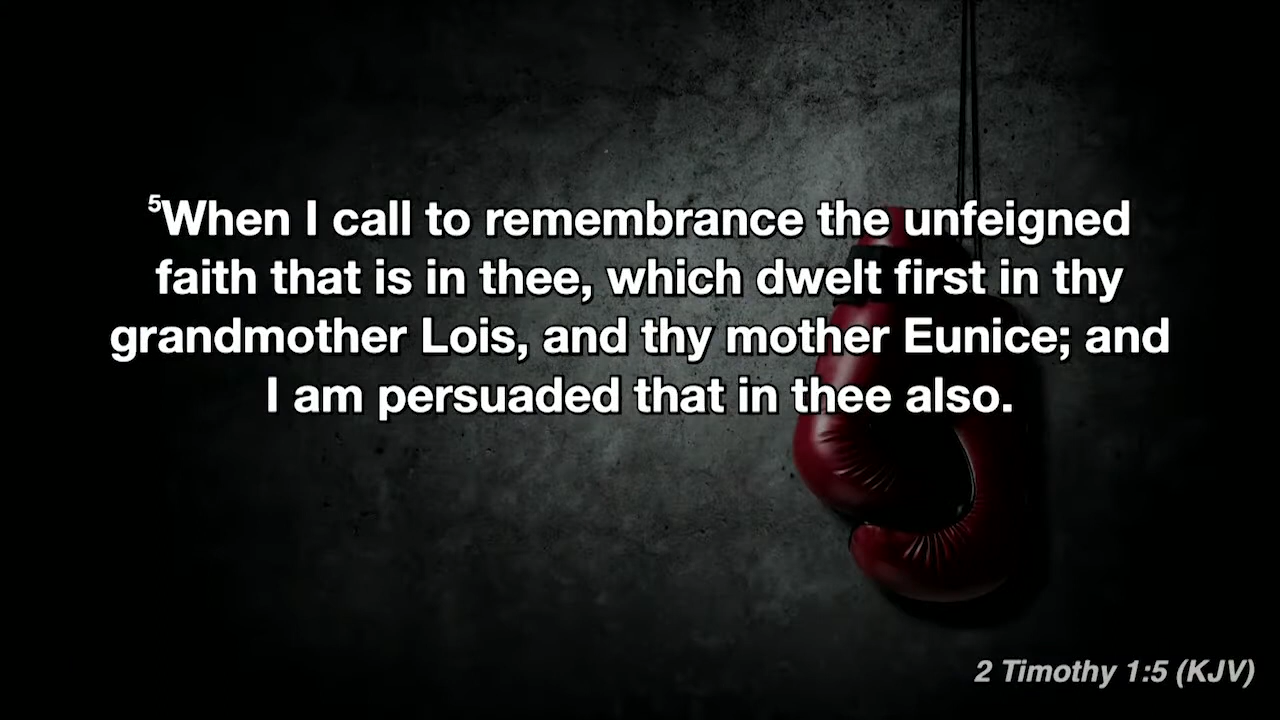 ⁵When I call to remembrance the unfeigned
faith that is in thee, which dwelt first in thy
grandmother Lois, and thy mother Eunice; and
I am persuaded that in thee also.
2 Timothy 1:5 (KJV)